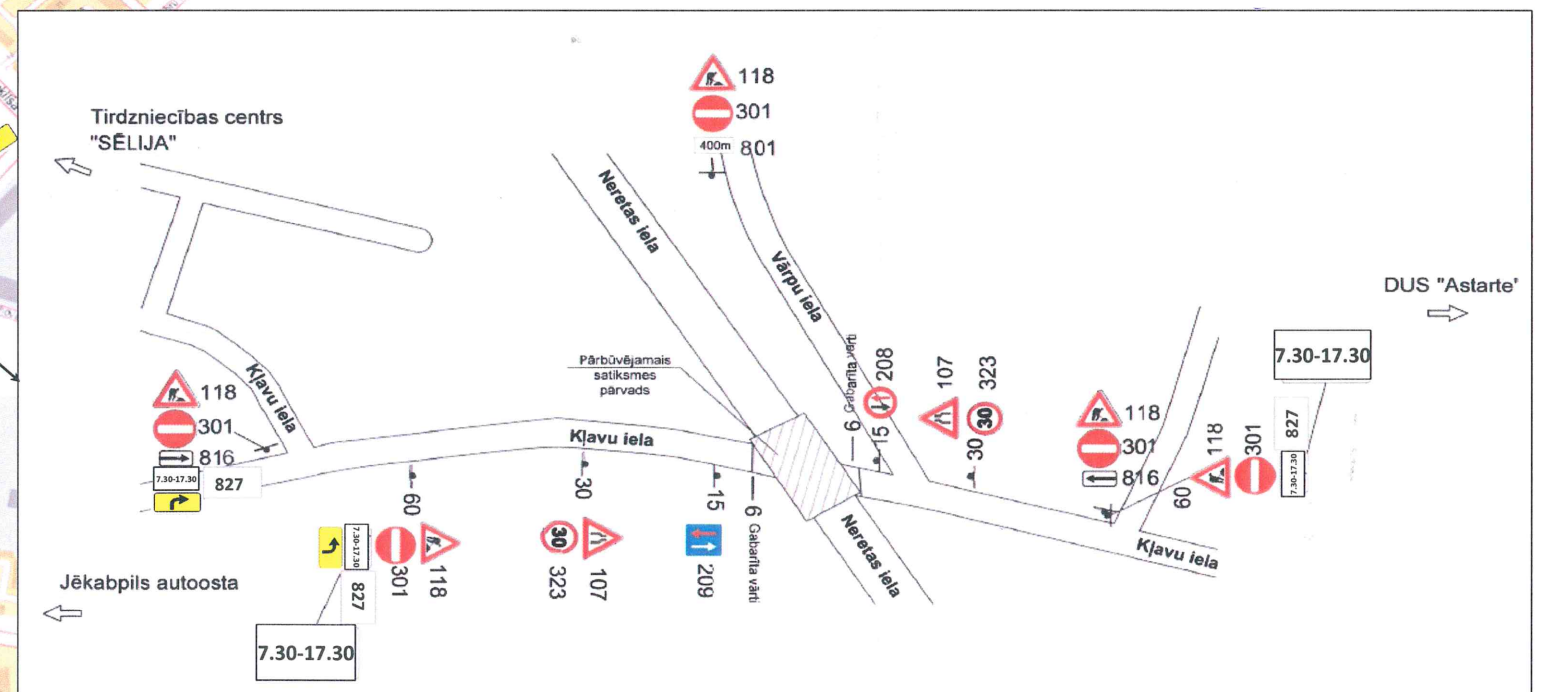 118
301
400m 801
Tirdzniecības centrs
"SĒLIJA"
Neretas iela
Vārpu iela
DUS "Astarte"
Pārbūvējamais
satiksmes
pārvads
Kļavu iela
118
301
816
7.30-17.30 827
Kļavu iela
6 Gabarīta vārti
208
15
107
30 323
30
118
301
816
60
118
301
7.30-17.30
827
7.30-17.30
60
7.30-17.30
827
301
118
7.30-17.30
30
30
323
107
15
209
6 Gabarīta vārti
Neretas iela
Kļavu iela
Jēkabpils autoosta